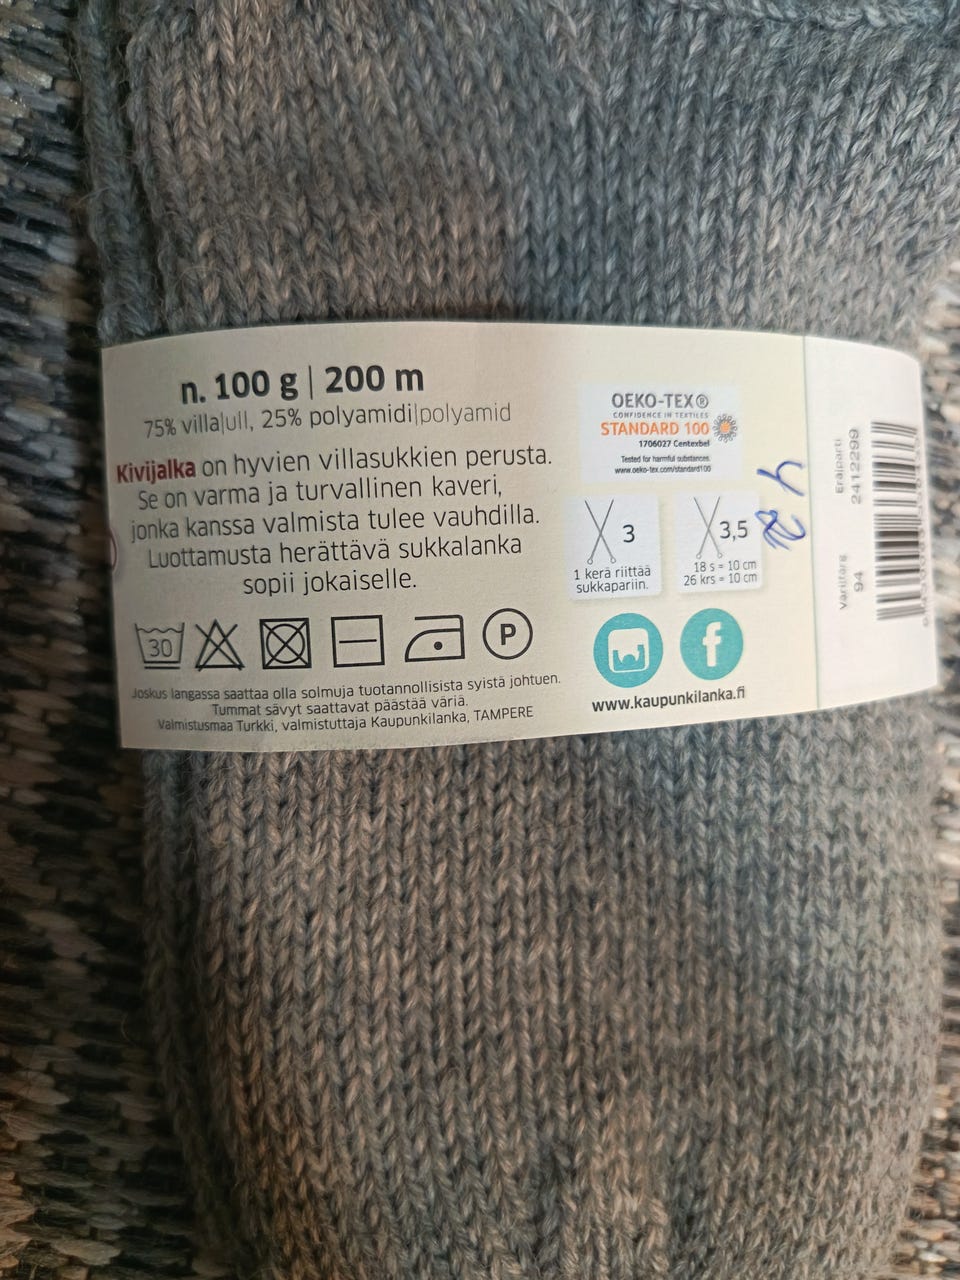 n. 100 g | 200 m
75% villa|ull, 25% polyamidi|polyamid
Kivijalka on hyvien villasukkien perusta.
Se on varma ja turvallinen kaveri,
jonka kanssa valmista tulee vauhdilla.
Luottamusta herättävä sukkalanka
sopii jokaiselle.
30
P
Joskus langassa saattaa olla solmuja tuotannollisista syistä johtuen.
Tummat sävyt saattavat päästää väriä.
Valmistusmaa Turkki, valmistuttaja Kaupunkilanka, TAMPERE
OEKO-TEX®
CONFIDENCE IN TEXTILES
STANDARD 100
1706027 Centexbel
Tested for harmful substances.
www.oeko-tex.com/standard100
3
1 kerä riittää
sukkapariin.
3,5
18 s = 10 cm
26 krs = 10 cm
f
www.kaupunkilanka.fi
Eräiparti
2412299
Väri|färg
94